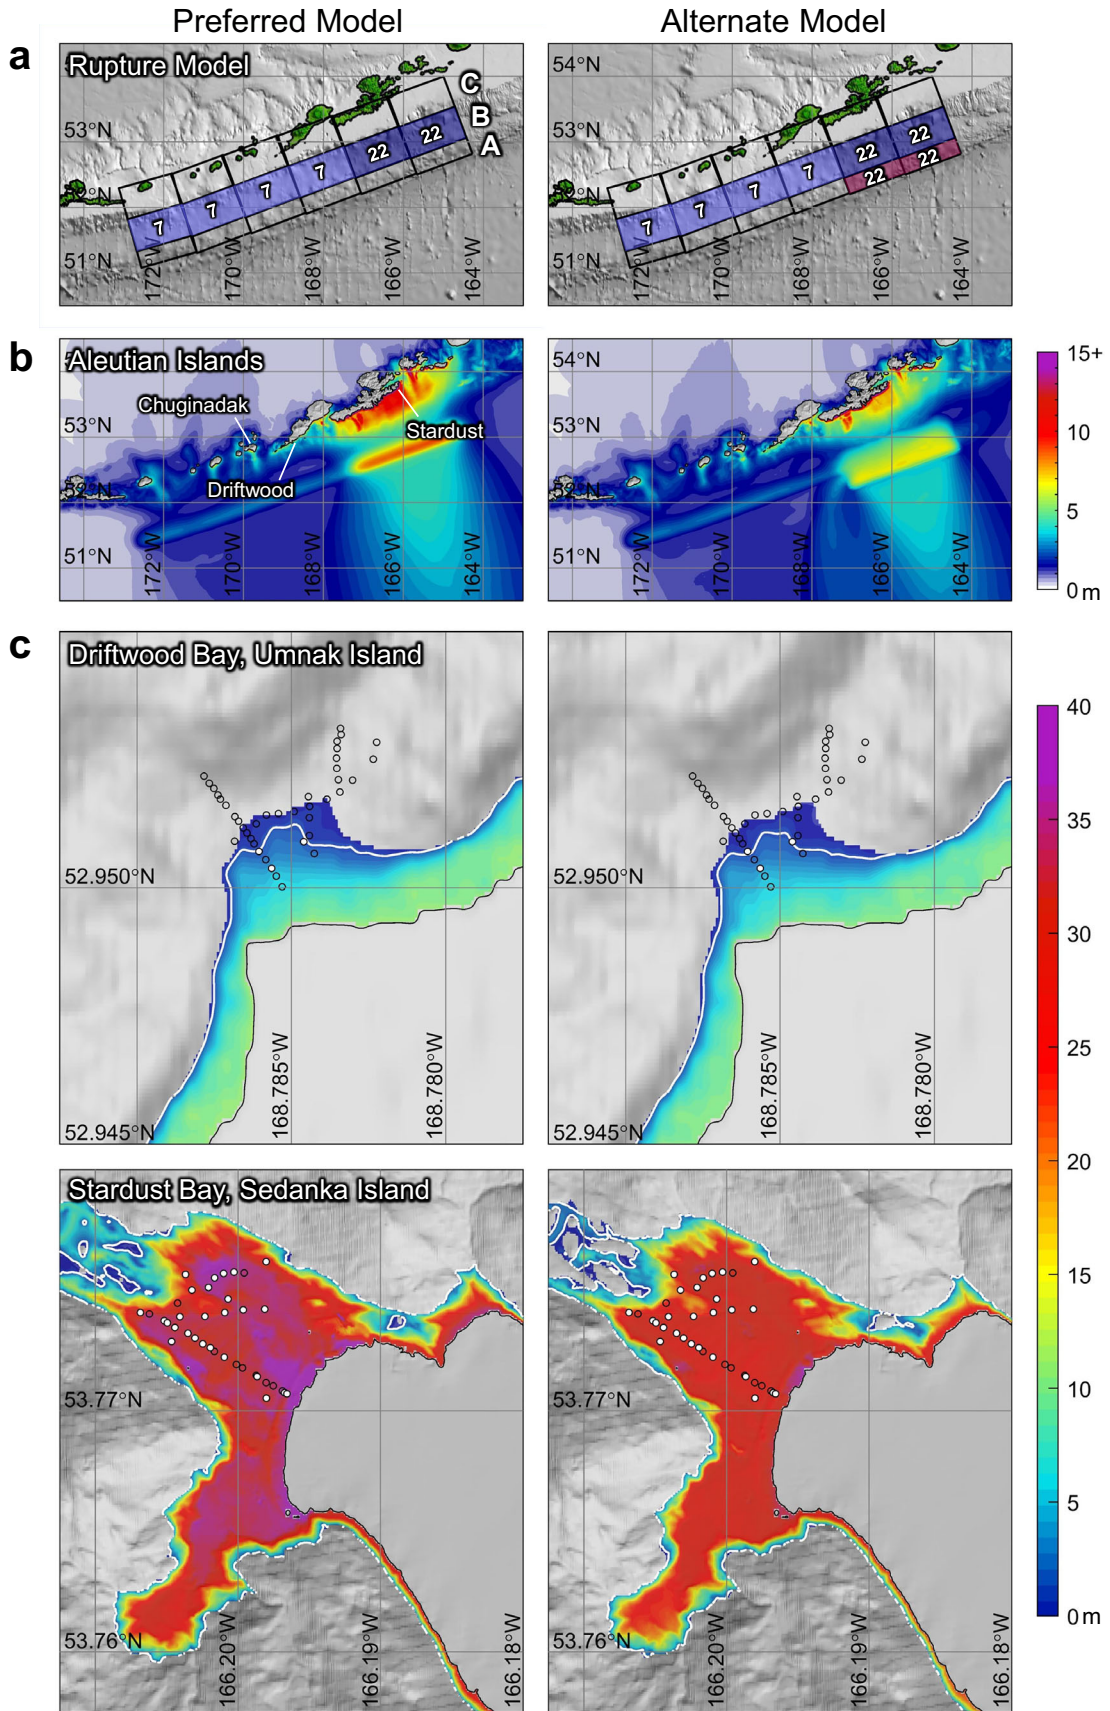 Preferred Model
Alternate Model
a
Rupture Model
C
B
A
53°N
51°N
172°W
170°W
168°W
166°W
164°W
7
7
7
7
22
22
54°N
53°N
51°N
172°W
170°W
168°W
166°W
164°W
7
7
7
7
22
22
22
22
b
Aleutian Islands
Chuginadak
Stardust
Driftwood
53°N
51°N
172°W
170°W
168°W
166°W
164°W
54°N
53°N
51°N
172°W
170°W
168°W
166°W
164°W
15+
10
5
0 m
c
Driftwood Bay, Umnak Island
52.950°N
52.945°N
168.785°W
168.780°W
52.950°N
52.945°N
168.785°W
168.780°W
Stardust Bay, Sedanka Island
53.77°N
53.76°N
166.20°W
166.19°W
166.18°W
53.77°N
53.76°N
166.20°W
166.19°W
166.18°W
40
35
30
25
20
15
10
5
0 m